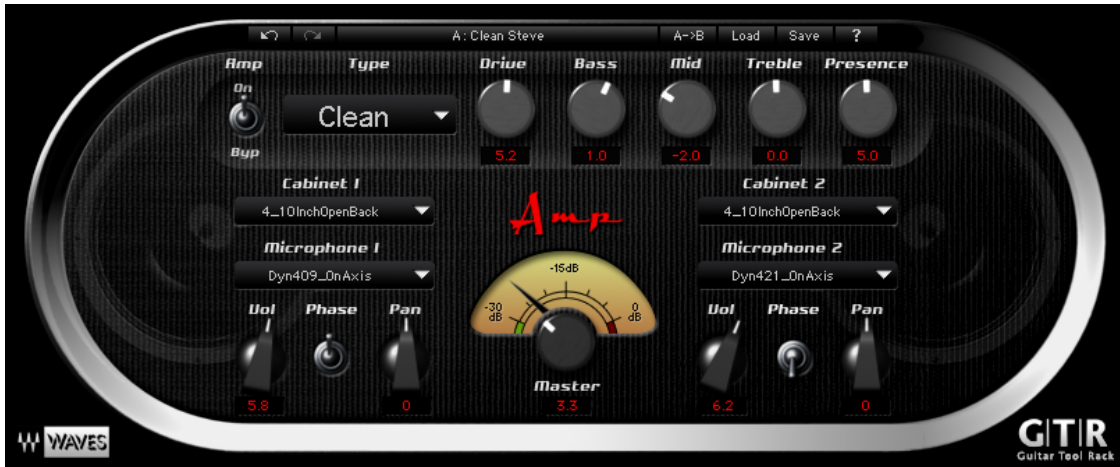 A: Clean Steve A->B Load Save ?
Amp Type Drive Bass Mid Treble Presence
On
Clean
Byp
5.2 1.0 -2.0 0.0 5.0
Cabinet 1 Cabinet 2
4_10InchOpenBack Amp 4_10InchOpenBack
Microphone 1 Microphone 2
Dyn409_OnAxis -15dB Dyn421_OnAxis
-30 dB 0 dB
Vol Phase Pan Vol Phase Pan
Master
5.8 0 3.3 6.2 0
WAVES GTR
Guitar Tool Rack